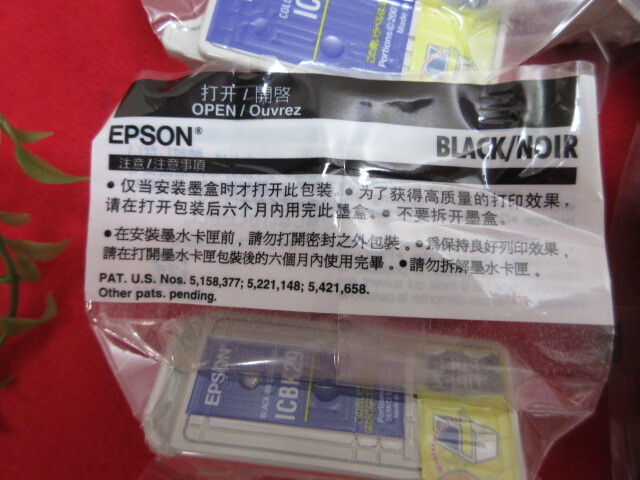 COLO
IC
Portions©200
Made
打开 / 開啓
OPEN / Ouvrez
EPSON®
BLACK/NOIR
注意 / 注意事項
• 仅当安装墨盒时才打开此包装。• 为了获得高质量的打印效果，
请在打开包装后六个月内用完此墨盒。• 不要拆开墨盒。
• 在安裝墨水卡匣前，請勿打開密封之外包裝。• 爲保持良好列印效果，
請在打開墨水卡匣包裝後的六個月內使用完畢。• 請勿拆解墨水卡匣。
PAT. U.S. Nos. 5,158,377; 5,221,148; 5,421,658.
Other pats. pending.
EPSON
ICBK29